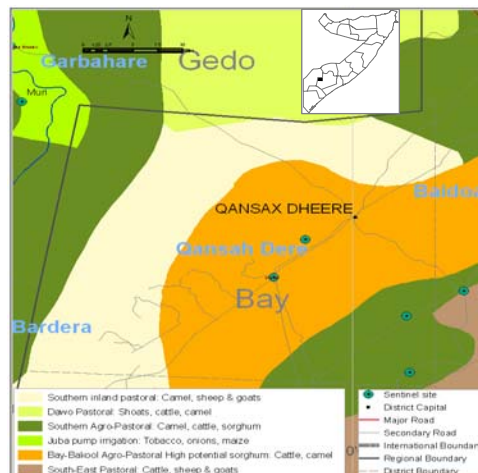 N
Garbahare
Gedo
Muri
Baidoa
QANSAX DHEERE
Qansah Dere
Bay
Bardera
Southern inland pastoral: Camel, sheep & goats
Dawo Pastoral: Shoats, cattle, camel
Southern Agro-Pastoral: Camel, cattle, sorghum
Juba pump irrigation: Tobacco, onions, maize
Bay-Bakool Agro-Pastoral High potential sorghum: Cattle, camel
South-East Pastoral: Cattle, sheep & goats
Sentinel site
District Capital
Major Road
Secondary Road
International Boundary
Regional Boundary
District Boundary